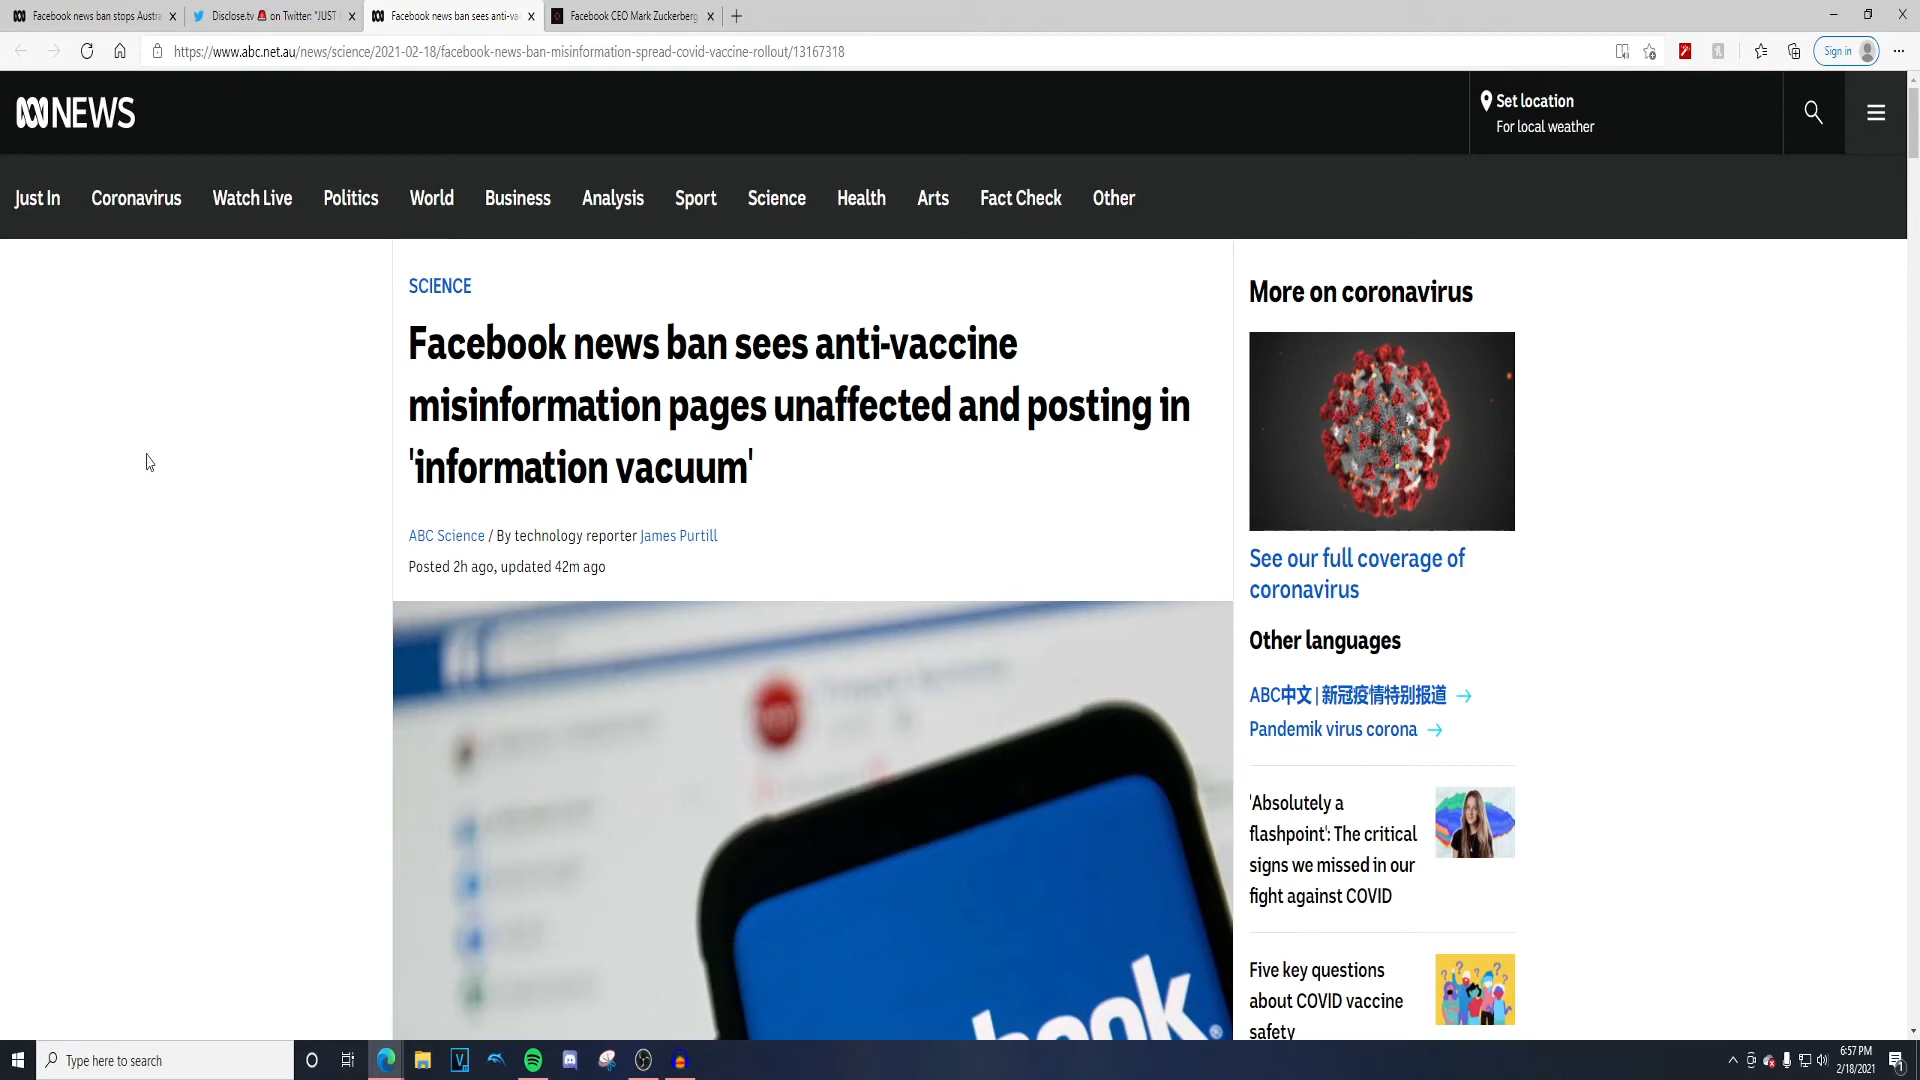 Facebook news ban stops Austra
Disclose.tv 🚨 on Twitter: "JUST
Facebook news ban sees anti-va
Facebook CEO Mark Zuckerberg
https://www.abc.net.au/news/science/2021-02-18/facebook-news-ban-misinformation-spread-covid-vaccine-rollout/13167318
Sign in
NEWS
Set location
For local weather
Just In Coronavirus Watch Live Politics World Business Analysis Sport Science Health Arts Fact Check Other
SCIENCE
Facebook news ban sees anti-vaccine
misinformation pages unaffected and posting in
'information vacuum'
ABC Science / By technology reporter James Purtill
Posted 2h ago, updated 42m ago
book
More on coronavirus
See our full coverage of
coronavirus
Other languages
ABC中文 | 新冠疫情特别报道 →
Pandemik virus corona →
'Absolutely a
flashpoint': The critical
signs we missed in our
fight against COVID
Five key questions
about COVID vaccine
safety
Type here to search
6:57 PM
2/18/2021